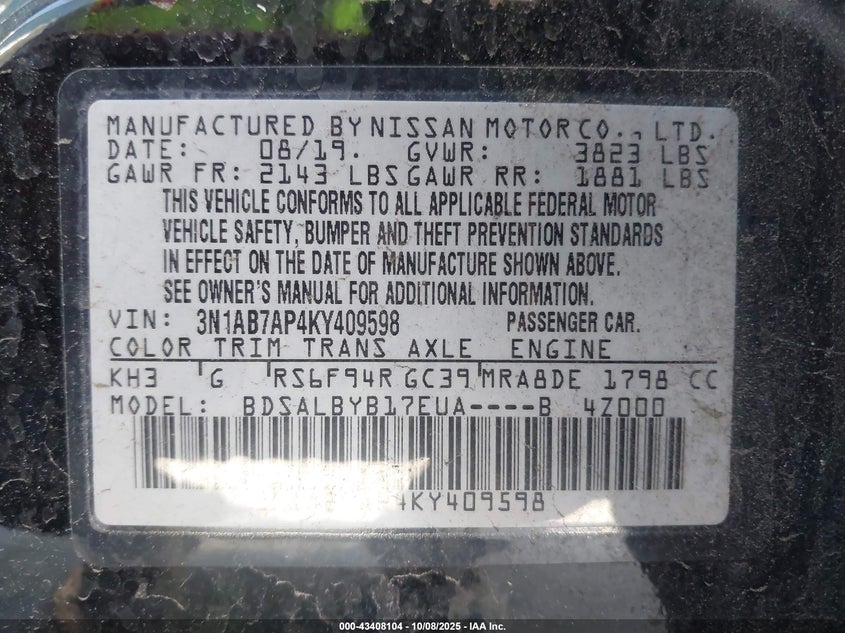 MANUFACTURED BY NISSAN MOTOR CO., LTD.
DATE: 08/19. GVWR: 3823 LBS
GAWR FR: 2143 LBS GAWR RR: 1881 LBS
THIS VEHICLE CONFORMS TO ALL APPLICABLE FEDERAL MOTOR
VEHICLE SAFETY, BUMPER AND THEFT PREVENTION STANDARDS
IN EFFECT ON THE DATE OF MANUFACTURE SHOWN ABOVE.
SEE OWNER'S MANUAL FOR ADDITIONAL INFORMATION.
VIN: 3N1AB7AP4KY409598 PASSENGER CAR.
COLOR TRIM TRANS AXLE ENGINE
KH3 G RS6F94R GC39 MRA8DE 1798 CC
MODEL: BDSALBYB17EUA----B 4Z000
4KY409598
000-43408104 | 10/08/2025 - IAA Inc.